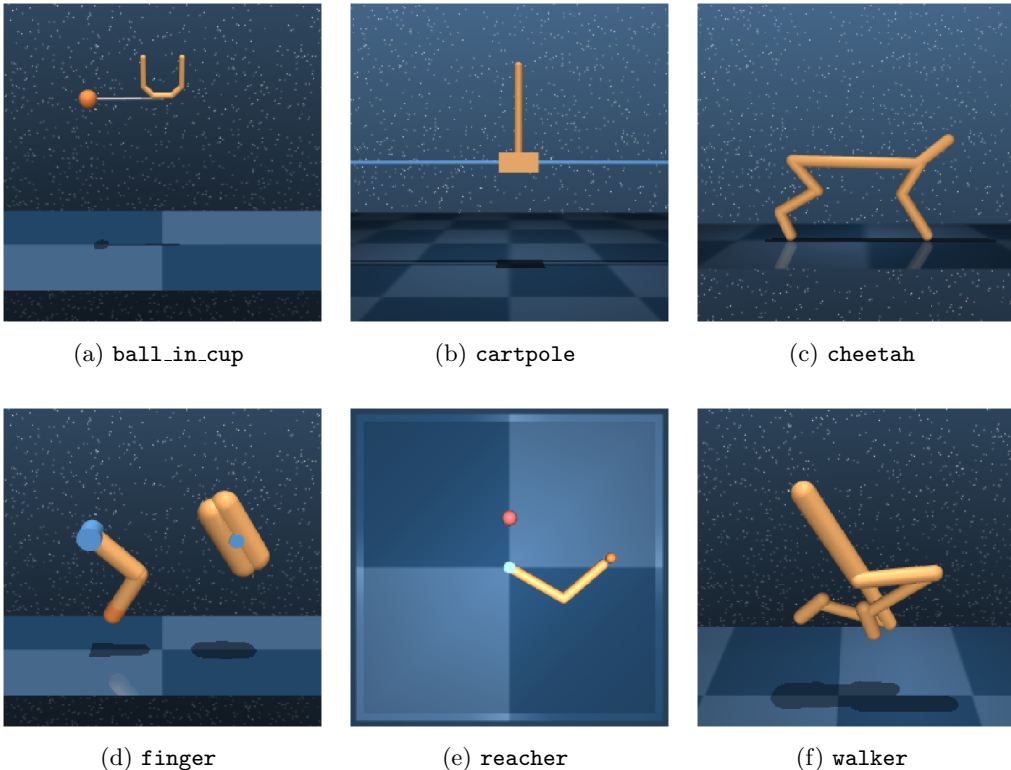 (a) ball_in_cup
(b) cartpole
(c) cheetah
(d) finger
(e) reacher
(f) walker